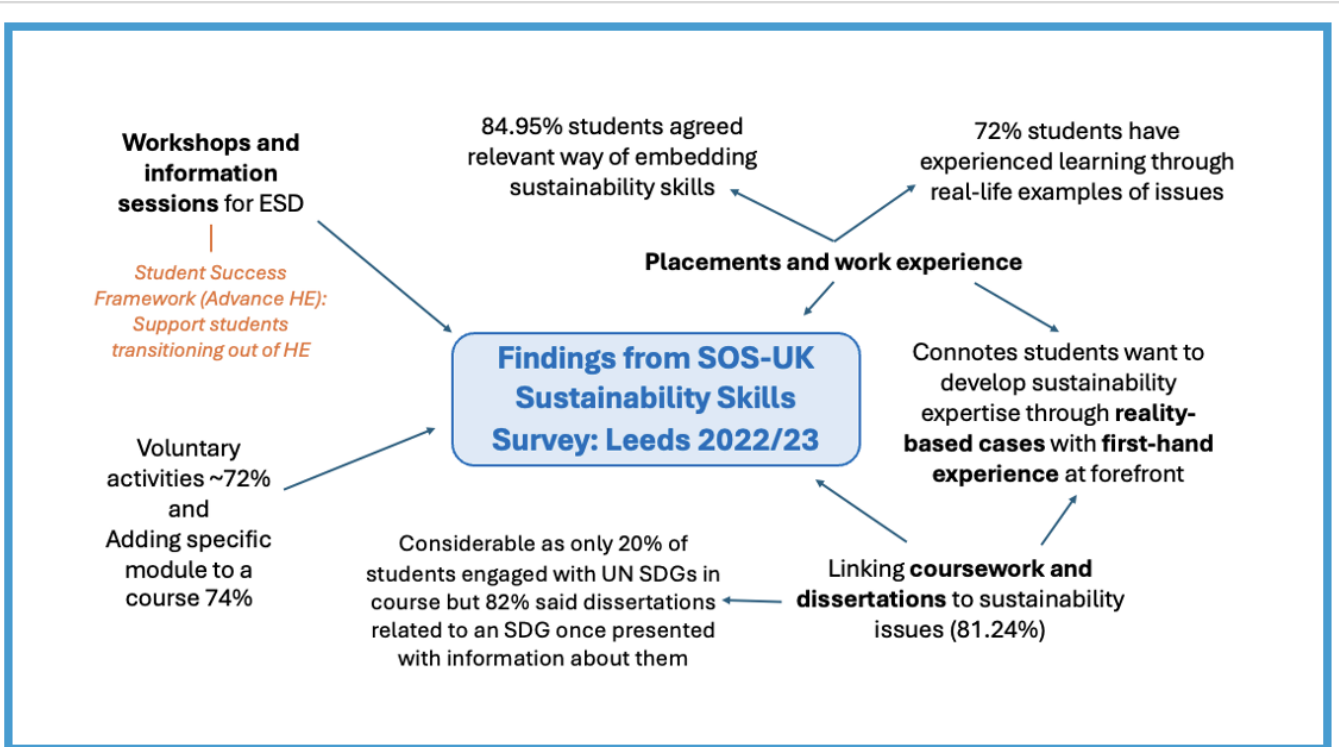 Workshops and
information
sessions for ESD
Student Success
Framework (Advance HE):
Support students
transitioning out of HE
84.95% students agreed
relevant way of embedding
sustainability skills
72% students have
experienced learning through
real-life examples of issues
Placements and work experience
Findings from SOS-UK
Sustainability Skills
Survey: Leeds 2022/23
Connotes students want to
develop sustainability
expertise through reality-
based cases with first-hand
experience at forefront
Voluntary
activities ~72%
and
Adding specific
module to a
course 74%
Considerable as only 20% of
students engaged with UN SDGs in
course but 82% said dissertations
related to an SDG once presented
with information about them
Linking coursework and
dissertations to sustainability
issues (81.24%)